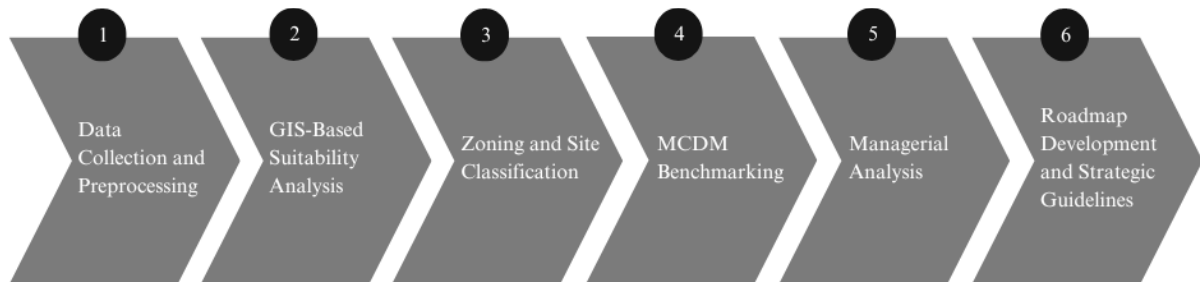 1
Data
Collection and
Preprocessing
2
GIS-Based
Suitability
Analysis
3
Zoning and Site
Classification
4
MCDM
Benchmarking
5
Managerial
Analysis
6
Roadmap
Development
and Strategic
Guidelines